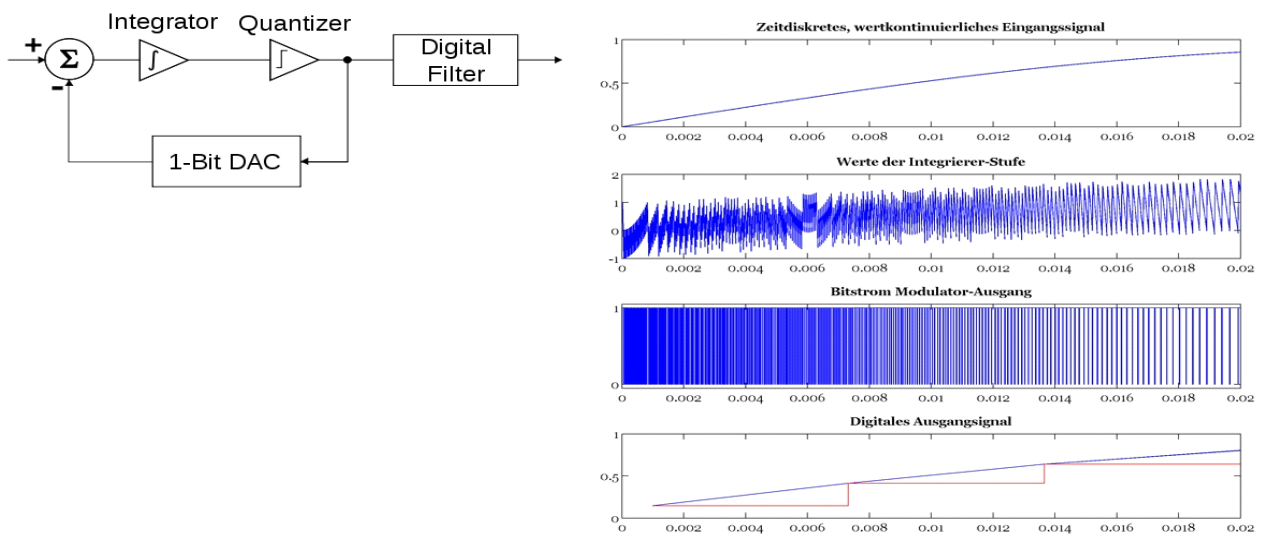 Integrator
Quantizer
+
Σ
∫
Digital
Filter
-
1-Bit DAC
Zeitdiskretes, wertkontinuierliches Eingangssignal
1
0.5
0
0 0.002 0.004 0.006 0.008 0.01 0.012 0.014 0.016 0.018 0.02
Werte der Integrierer-Stufe
2
1
0
-1
0 0.002 0.004 0.006 0.008 0.01 0.012 0.014 0.016 0.018 0.02
Bitstrom Modulator-Ausgang
1
0
0 0.002 0.004 0.006 0.008 0.01 0.012 0.014 0.016 0.018 0.02
Digitales Ausgangsignal
1
0.5
0
0 0.002 0.004 0.006 0.008 0.01 0.012 0.014 0.016 0.018 0.02